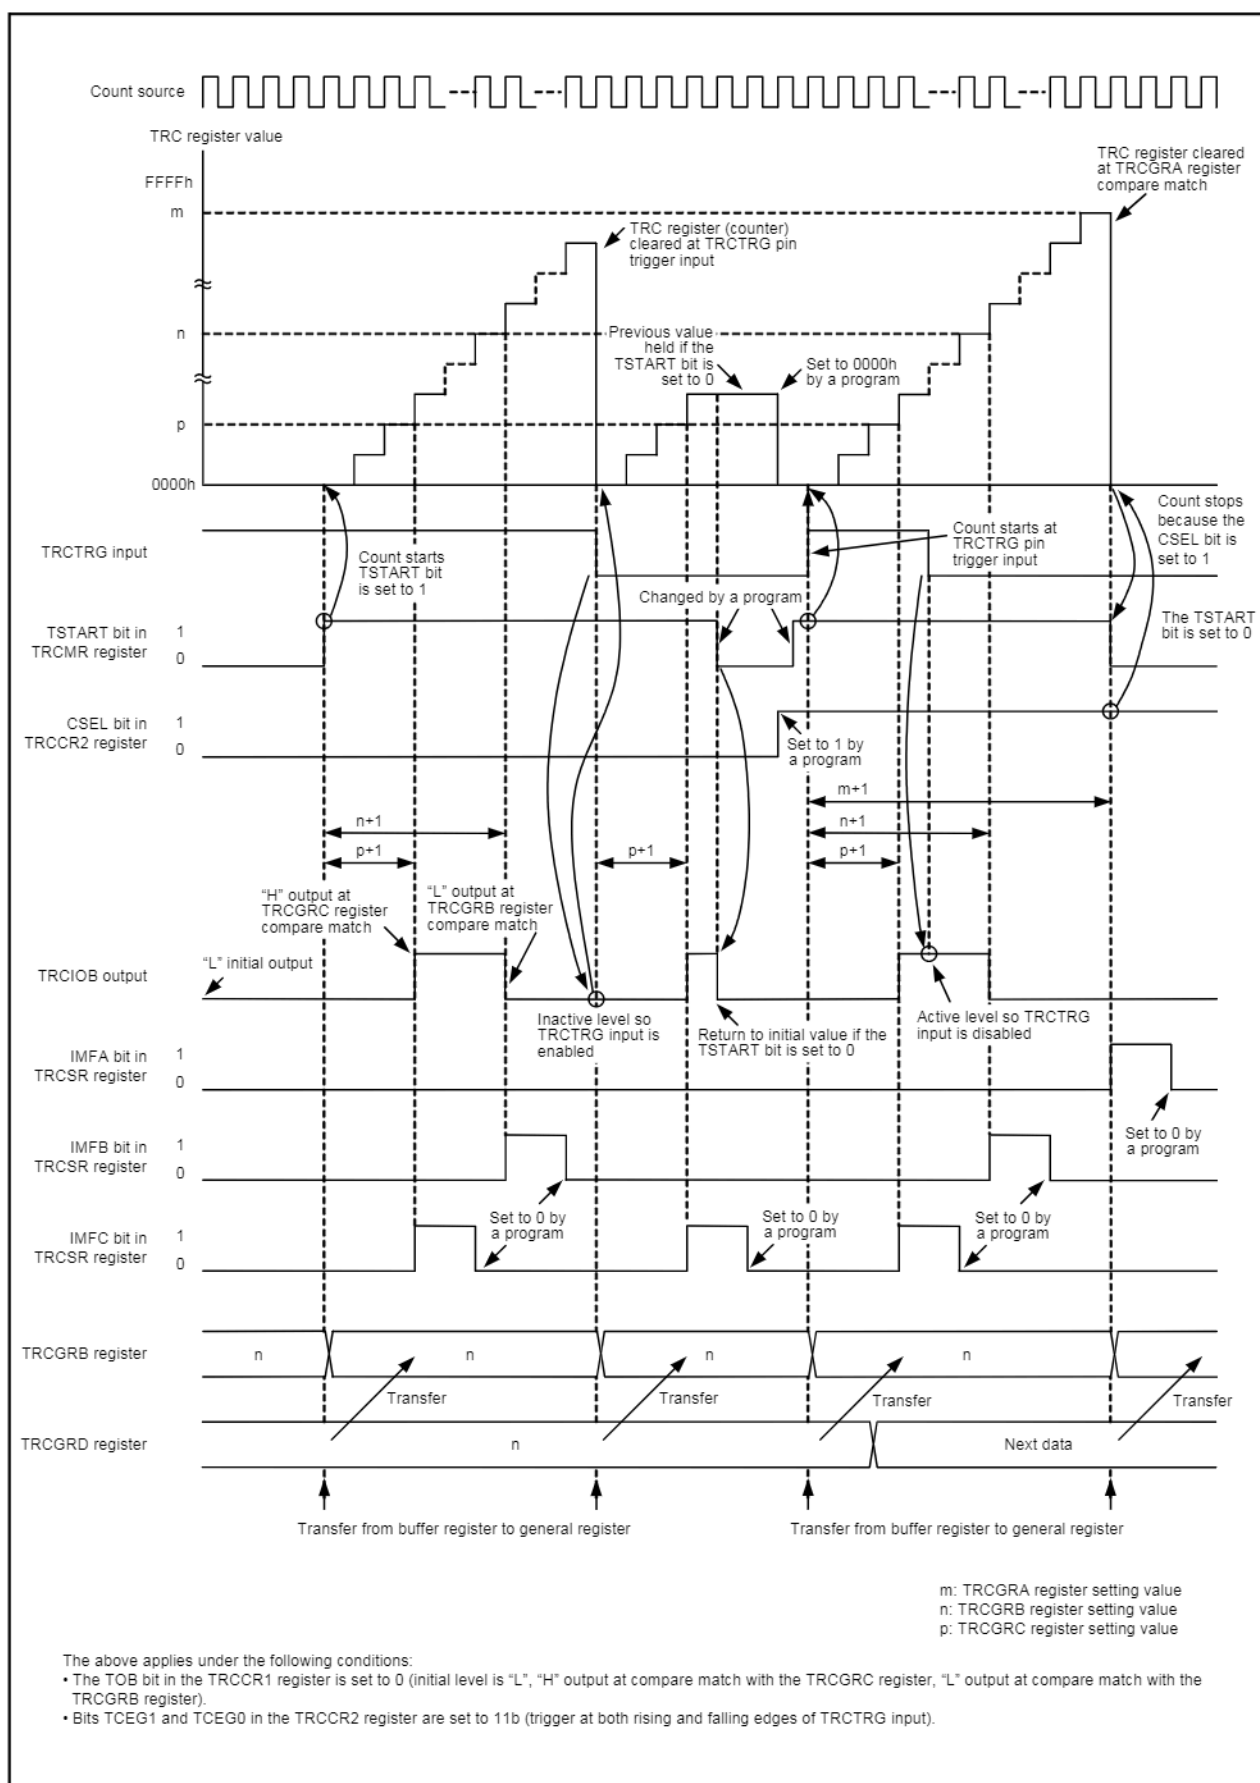 Count source
TRC register value
FFFFh
m
n
p
0000h
TRC register cleared
at TRCGRA register
compare match
TRC register (counter)
cleared at TRCTRG pin
trigger input
Previous value
held if the
TSTART bit is
set to 0
Set to 0000h
by a program
TRCTRG input
Count starts
TSTART bit
is set to 1
Count starts at
TRCTRG pin
trigger input
Count stops
because the
CSEL bit is
set to 1
Changed by a program
TSTART bit in
TRCMR register
1
0
The TSTART
bit is set to 0
CSEL bit in
TRCCR2 register
1
0
Set to 1 by
a program
m+1
n+1
n+1
p+1
p+1
p+1
"H" output at
TRCGRC register
compare match
"L" output at
TRCGRB register
compare match
TRCIOB output
"L" initial output
Inactive level so
TRCTRG input is
enabled
Return to initial value if the
TSTART bit is set to 0
Active level so TRCTRG
input is disabled
IMFA bit in
TRCSR register
1
0
Set to 0 by
a program
IMFB bit in
TRCSR register
1
0
Set to 0 by
a program
Set to 0 by
a program
Set to 0 by
a program
IMFC bit in
TRCSR register
1
0
TRCGRB register
n
n
n
n
Transfer
Transfer
Transfer
Transfer
TRCGRD register
n
Next data
Transfer from buffer register to general register
Transfer from buffer register to general register
m: TRCGRA register setting value
n: TRCGRB register setting value
p: TRCGRC register setting value
The above applies under the following conditions:
• The TOB bit in the TRCCR1 register is set to 0 (initial level is "L", "H" output at compare match with the TRCGRC register, "L" output at compare match with the
TRCGRB register).
• Bits TCEG1 and TCEG0 in the TRCCR2 register are set to 11b (trigger at both rising and falling edges of TRCTRG input).